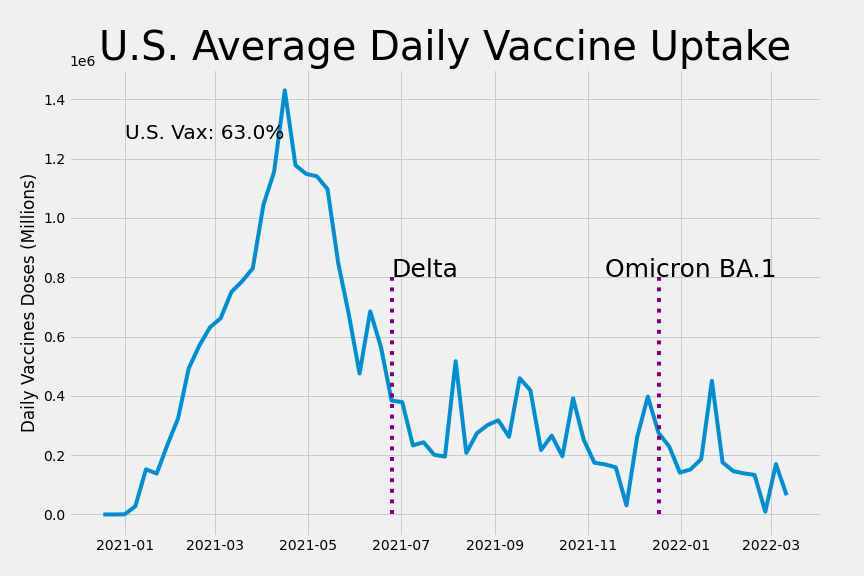 U.S. Average Daily Vaccine Uptake
1e6
1.4
U.S. Vax: 63.0%
1.2
1.0
Delta
Omicron BA.1
0.8
0.6
0.4
0.2
0.0
Daily Vaccines Doses (Millions)
2021-01
2021-03
2021-05
2021-07
2021-09
2021-11
2022-01
2022-03